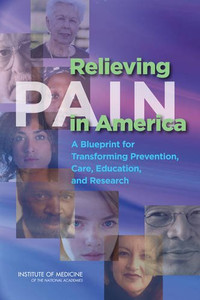 Relieving
PAIN
in America
A Blueprint for
Transforming Prevention,
Care, Education,
and Research
INSTITUTE OF MEDICINE
OF THE NATIONAL ACADEMIES